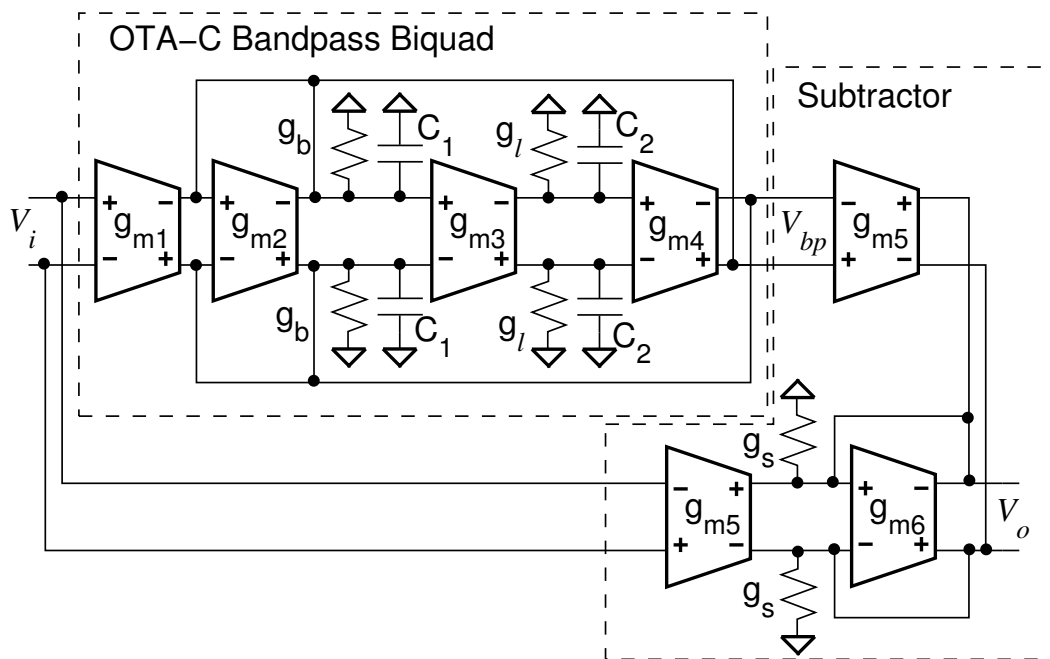 OTA−C Bandpass Biquad
Subtractor
g_b C_1 g_l C_2
+ − + − + − + − − +
V_i g_m1 g_m2 g_m3 g_m4 V_bp g_m5
− + − + − + − + + −
g_b C_1 g_l C_2
g_s
− + + −
g_m5 g_m6 V_o
+ − − +
g_s